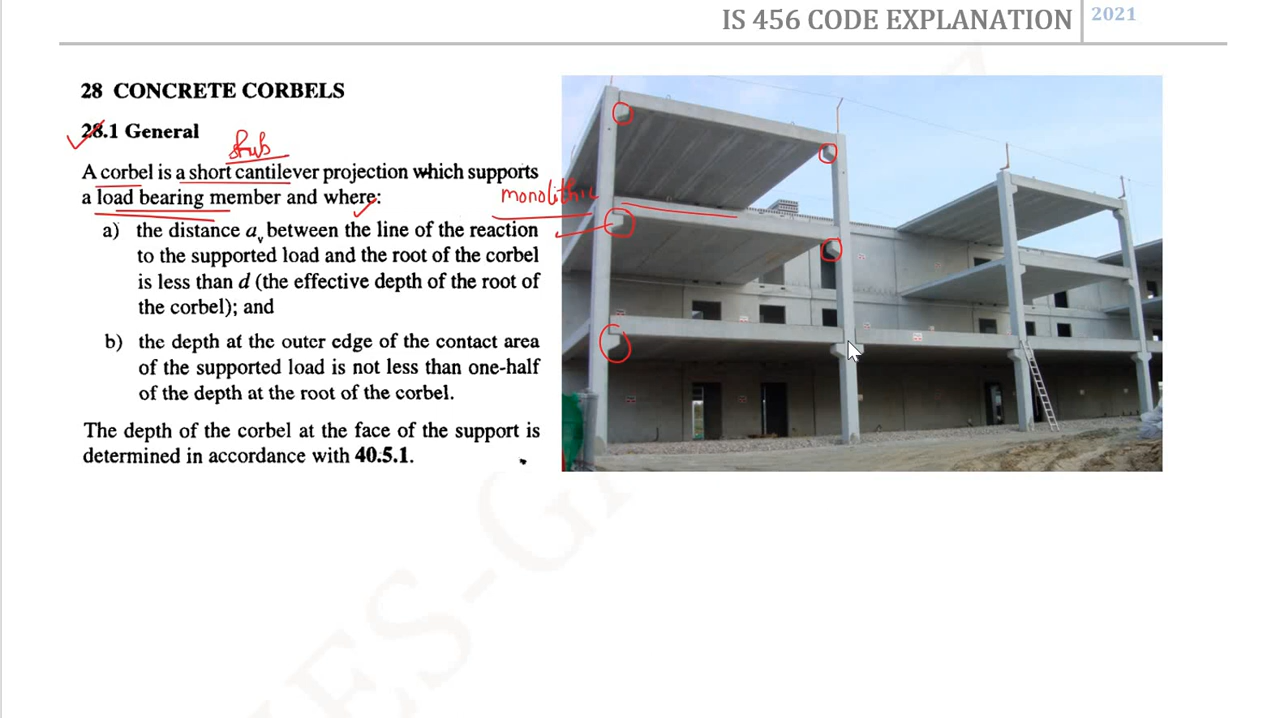 IS 456 CODE EXPLANATION 2021
28 CONCRETE CORBELS
28.1 General
stub
A corbel is a short cantilever projection which supports
a load bearing member and where:
monolithic
a) the distance av between the line of the reaction
to the supported load and the root of the corbel
is less than d (the effective depth of the root of
the corbel); and
b) the depth at the outer edge of the contact area
of the supported load is not less than one-half
of the depth at the root of the corbel.
The depth of the corbel at the face of the support is
determined in accordance with 40.5.1.